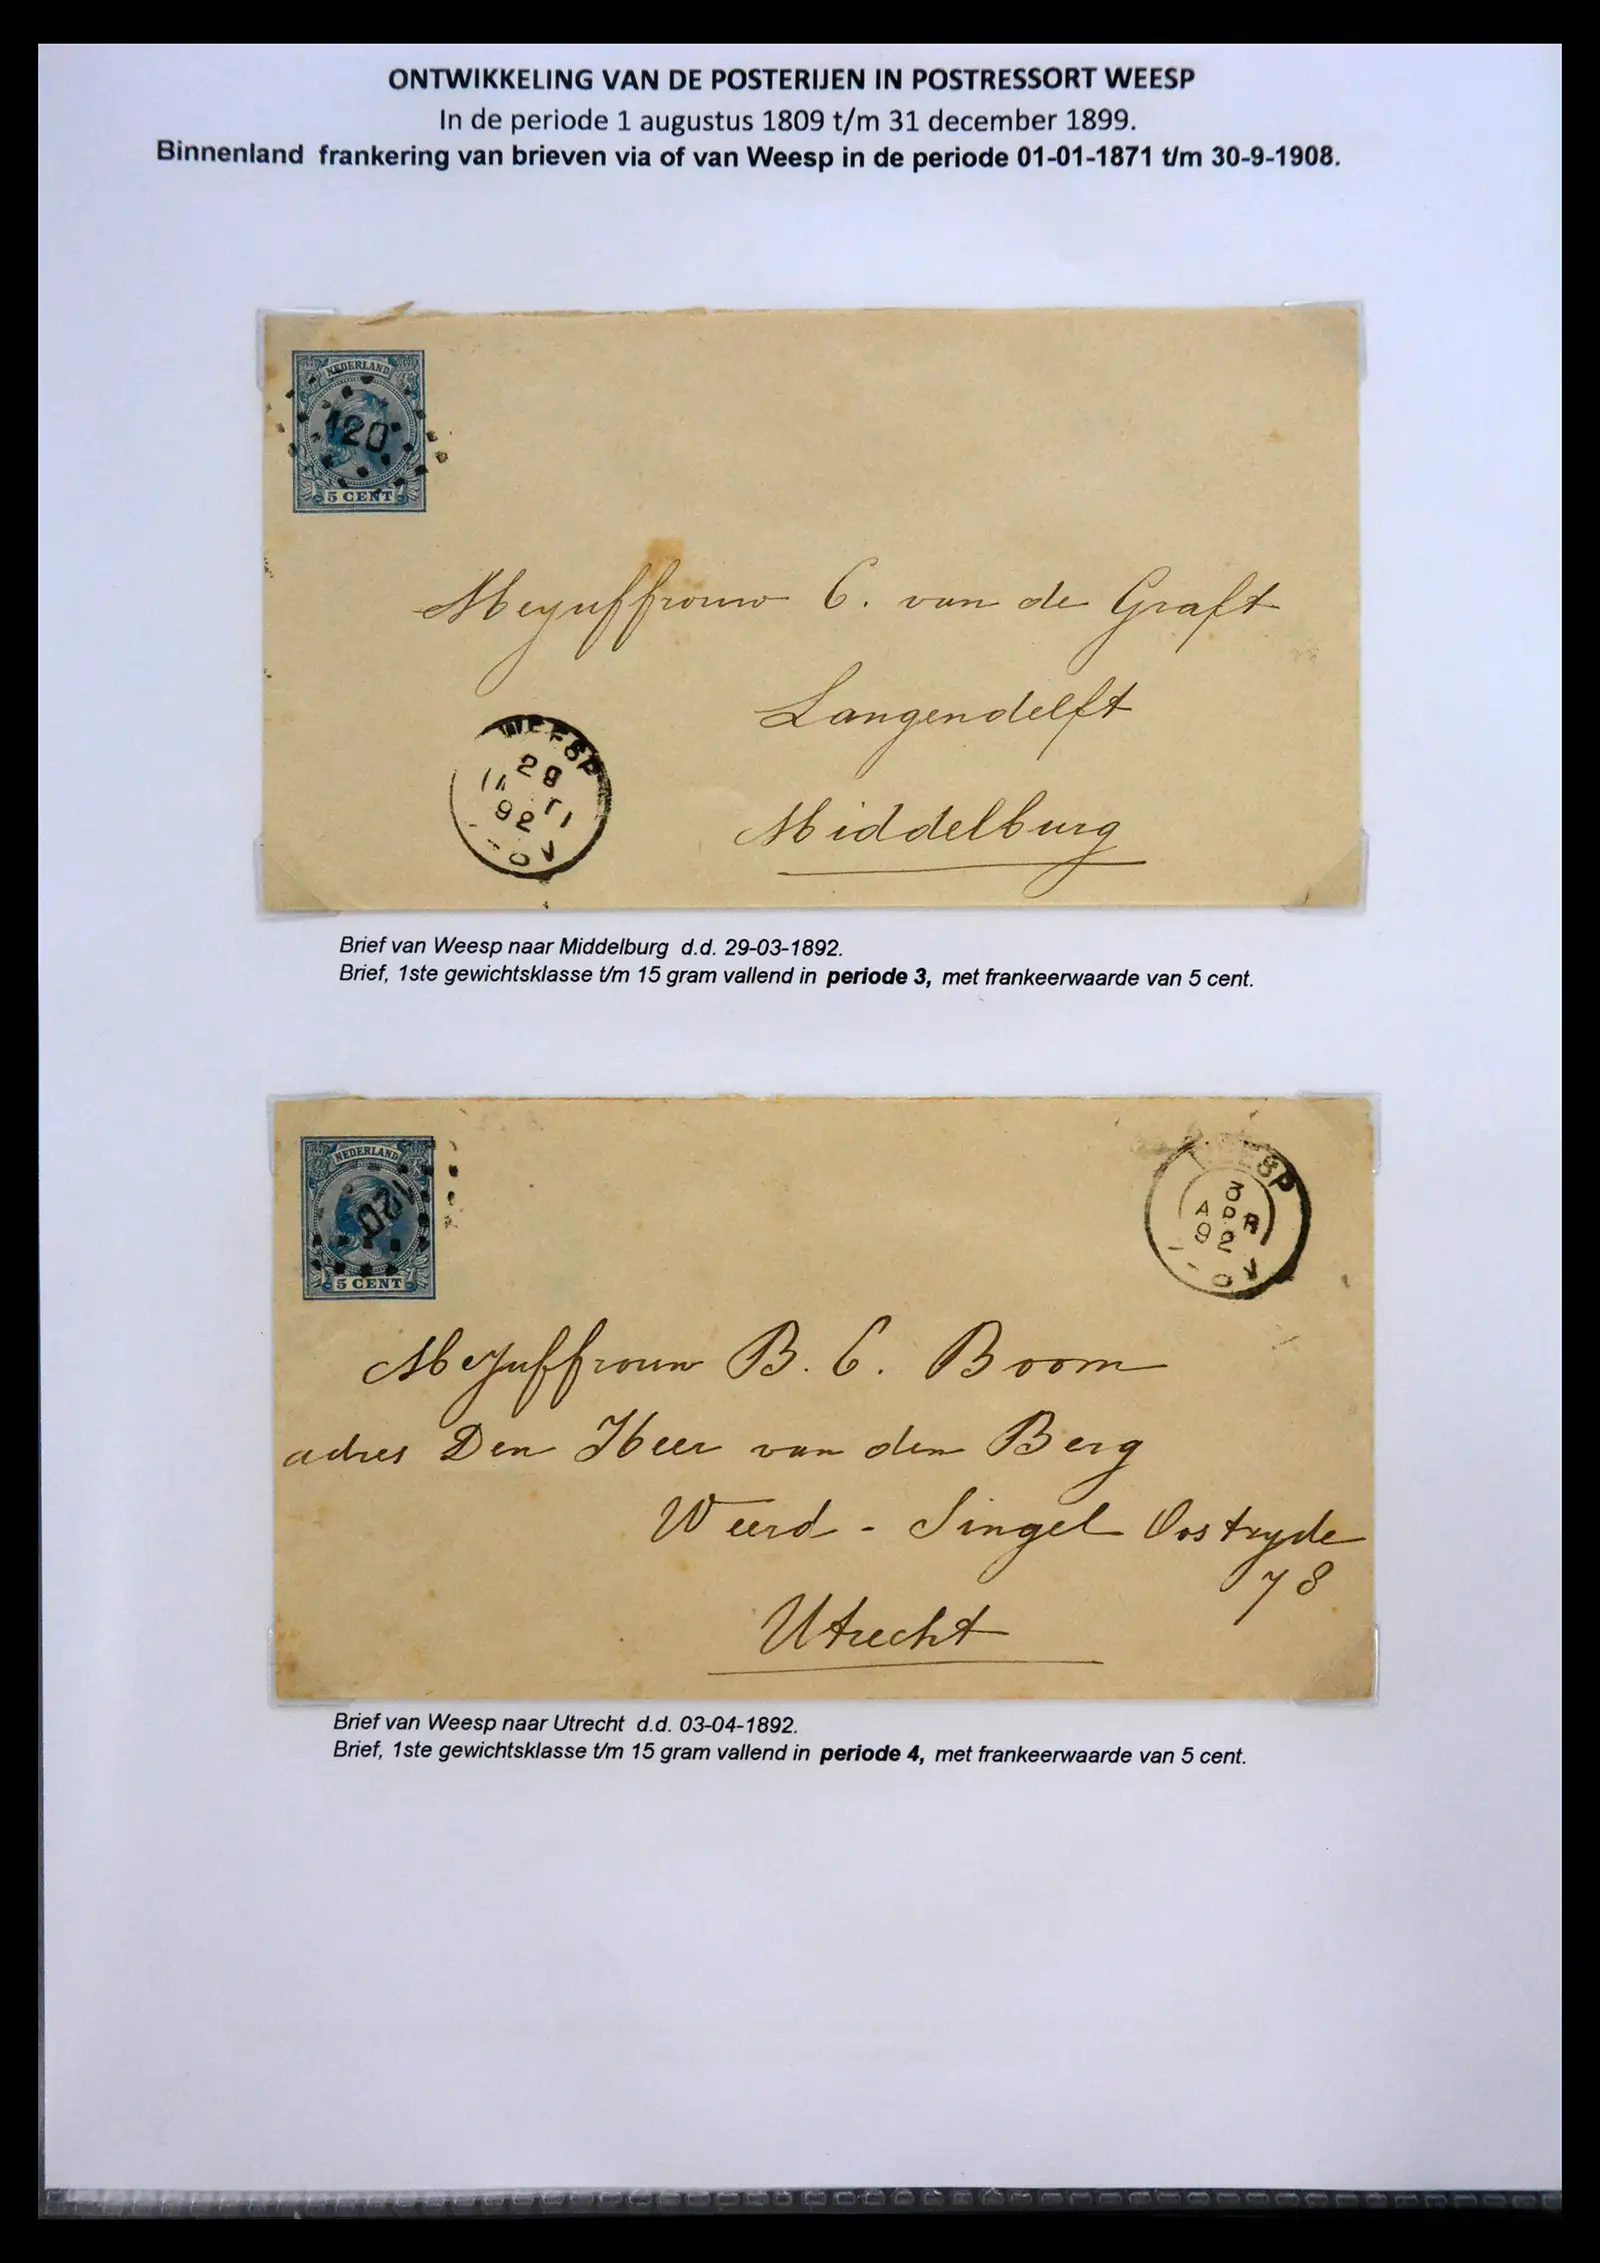 ONTWIKKELING VAN DE POSTERIJEN IN POSTRESSORT WEESP
In de periode 1 augustus 1809 t/m 31 december 1899.
Binnenland frankering van brieven via of van Weesp in de periode 01-01-1871 t/m 30-9-1908.
NEDERLAND
120
5 CENT
Mejuffrouw C. van de Graft
Langendelft
Middelburg
WEESP
92
Brief van Weesp naar Middelburg d.d. 29-03-1892.
Brief, 1ste gewichtsklasse t/m 15 gram vallend in periode 3, met frankeerwaarde van 5 cent.
NEDERLAND
120
5 CENT
WEESP
3
APR
92
Mejuffrouw B. C. Boom
adres Den Heer van den Berg
Weerd - Singel Oostzyde
78
Utrecht
Brief van Weesp naar Utrecht d.d. 03-04-1892.
Brief, 1ste gewichtsklasse t/m 15 gram vallend in periode 4, met frankeerwaarde van 5 cent.